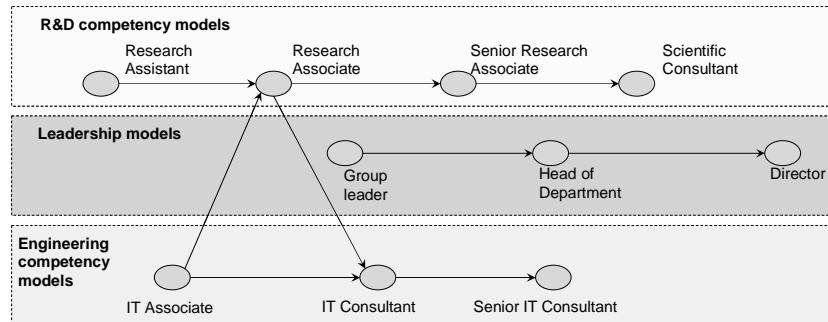 R&D competency models
Research
Assistant
Research
Associate
Senior Research
Associate
Scientific
Consultant
Leadership models
Group
leader
Head of
Department
Director
Engineering
competency
models
IT Associate
IT Consultant
Senior IT Consultant